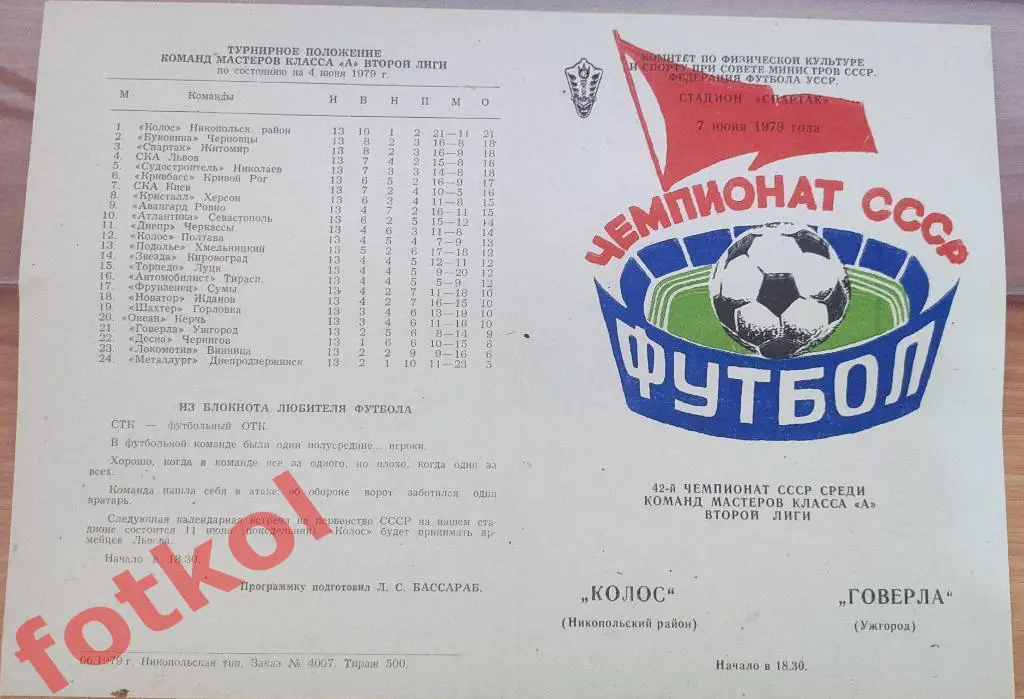 ТУРНИРНОЕ ПОЛОЖЕНИЕ
КОМАНД МАСТЕРОВ КЛАССА «А» ВТОРОЙ ЛИГИ
по состоянию на 4 июня 1979 г.
М Команды И В Н П М О
1. «Колос» Никопольск. район 13 10 1 2 21—11 21
2. «Буковина» Черновцы 13 8 2 3 16—8 18
3. «Спартак» Житомир 13 8 2 3 16—9 18
4. СКА Львов 13 7 4 2 15—8 18
5. «Судостроитель» Николаев 13 7 3 3 14—8 18
6. «Кривбасс» Кривой Рог 13 6 5 2 16—9 17
7. СКА Киев 13 7 2 4 10—5 16
8. «Кристалл» Херсон 13 6 3 4 11—8 15
9. «Авангард Ровно 13 4 7 2 16—11 15
10. «Атлантика» Севастополь 13 6 2 5 15—12 14
11. «Днепр» Черкассы 13 4 6 3 11—8 14
12. «Колос» Полтава 13 4 5 4 7—9 13
13. «Подолье» Хмельницкий 13 5 2 6 17—18 12
14. «Звезда» Кировоград 13 4 4 5 12—11 12
15. «Торпедо» Луцк 13 4 4 5 9—20 12
16. «Автомобилист» Тирасп. 13 4 4 5 5—9 12
17. «Фрунзенец» Сумы 13 4 2 7 11—18 10
18. «Новатор» Жданов 13 4 2 7 16—15 10
19. «Шахтер» Горловка 13 3 4 6 13—19 10
20. «Океан» Керчь 13 3 4 6 11—16 10
21. «Говерла» Ужгород 13 2 5 6 8—14 9
22. «Десна» Чернигов 13 1 6 6 10—15 8
23. «Локомотив» Винница 13 2 2 9 9—16 6
24. «Металлург» Днепродзержинск 13 2 1 10 11—23 5
ИЗ БЛОКНОТА ЛЮБИТЕЛЯ ФУТБОЛА
СТК — футбольный ОТК.
В футбольной команде были одни полусредние... игроки.
Хорошо, когда в команде все за одного, но плохо, когда один за
всех.
Команда нашла себя в атаке; об обороне ворот заботился один
вратарь.
Следующая календарная встреча на первенство СССР на нашем ста
дионе состоится 11 июня (понедельник). «Колос» будет принимать ар
мейцев Львова.
Начало в 18.30.
Программку подготовил Л. С. БАССАРАБ.
06.1979 г. Никопольская тип. Заказ № 4007. Тираж 500.
КОМИТЕТ ПО ФИЗИЧЕСКОЙ КУЛЬТУРЕ
И СПОРТУ ПРИ СОВЕТЕ МИНИСТРОВ СССР.
ФЕДЕРАЦИЯ ФУТБОЛА УССР.
СТАДИОН «СПАРТАК»
7 июня 1979 года
ЧЕМПИОНАТ СССР
ФУТБОЛ
42-й ЧЕМПИОНАТ СССР СРЕДИ
КОМАНД МАСТЕРОВ КЛАССА «А»
ВТОРОЙ ЛИГИ
„КОЛОС“ „ГОВЕРЛА“
(Никопольский район) (Ужгород)
Начало в 18.30.
fotkol